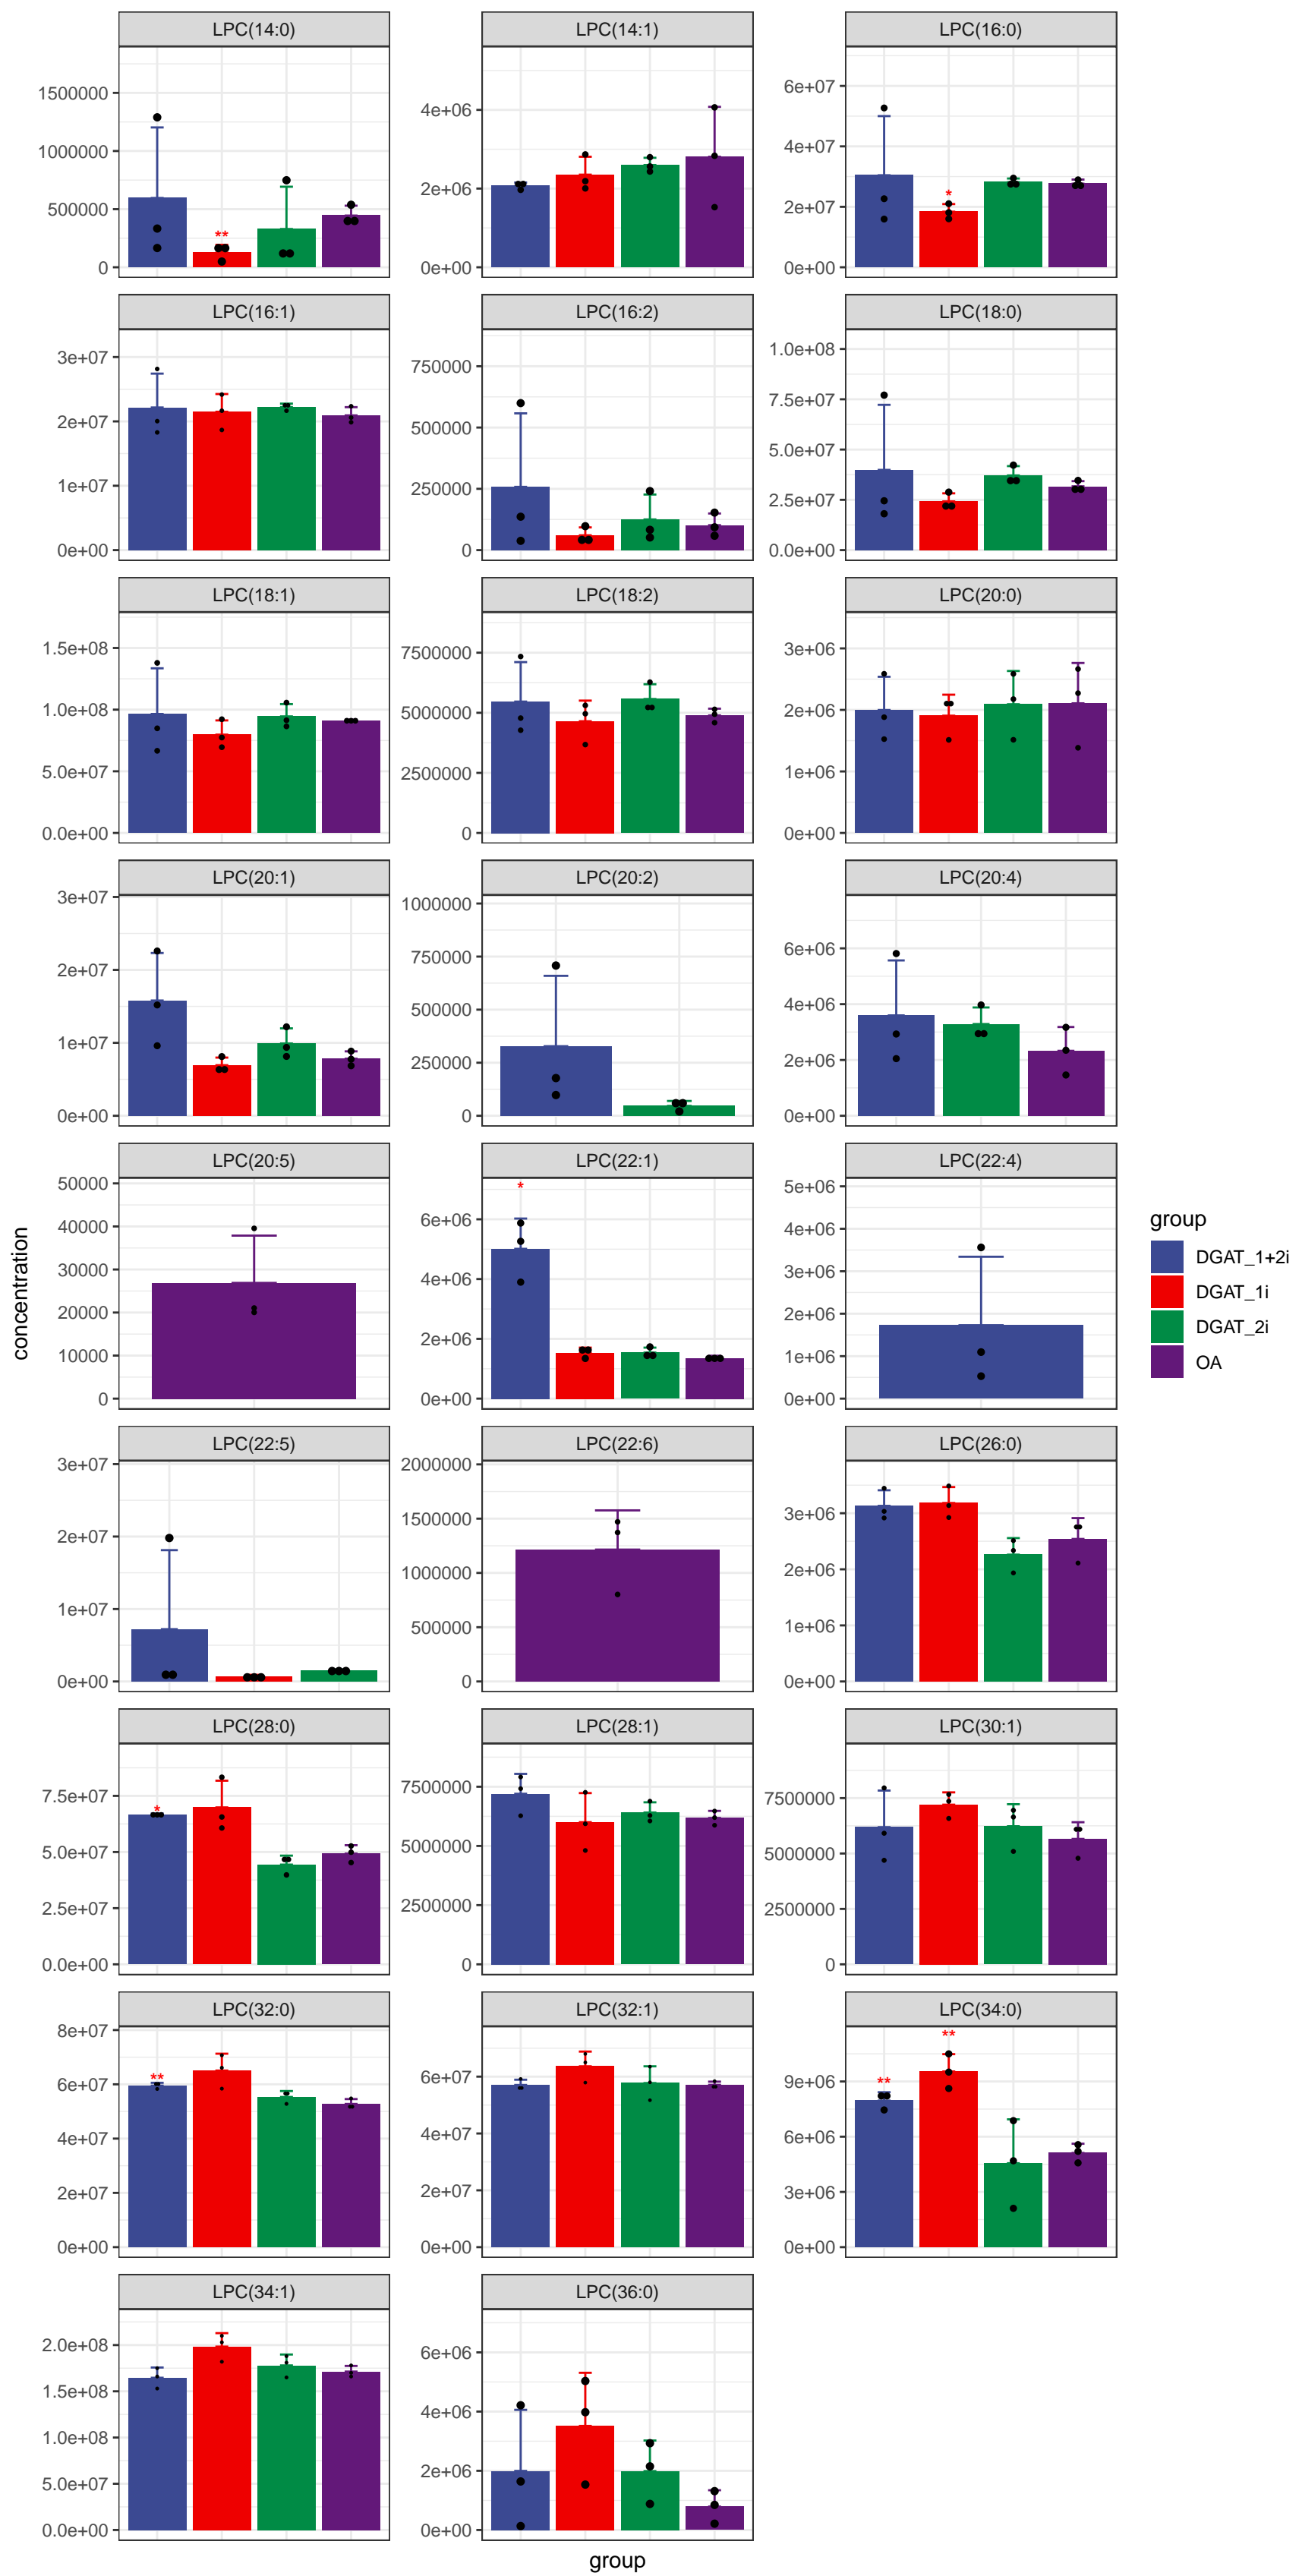 LPC(14:0) LPC(14:1) LPC(16:0)
1500000
1000000
500000
0
**
4e+06
2e+06
0e+00
6e+07
4e+07
2e+07
0e+00
*
LPC(16:1) LPC(16:2) LPC(18:0)
3e+07
2e+07
1e+07
0e+00
750000
500000
250000
0
1.0e+08
7.5e+07
5.0e+07
2.5e+07
0.0e+00
LPC(18:1) LPC(18:2) LPC(20:0)
1.5e+08
1.0e+08
5.0e+07
0.0e+00
7500000
5000000
2500000
0
3e+06
2e+06
1e+06
0e+00
LPC(20:1) LPC(20:2) LPC(20:4)
3e+07
2e+07
1e+07
0e+00
1000000
750000
500000
250000
0
6e+06
4e+06
2e+06
0e+00
LPC(20:5) LPC(22:1) LPC(22:4)
50000
40000
30000
20000
10000
0
6e+06
4e+06
2e+06
0e+00
*
5e+06
4e+06
3e+06
2e+06
1e+06
0e+00
LPC(22:5) LPC(22:6) LPC(26:0)
3e+07
2e+07
1e+07
0e+00
2000000
1500000
1000000
500000
0
3e+06
2e+06
1e+06
0e+00
LPC(28:0) LPC(28:1) LPC(30:1)
7.5e+07
5.0e+07
2.5e+07
0.0e+00
*
7500000
5000000
2500000
0
7500000
5000000
2500000
0
LPC(32:0) LPC(32:1) LPC(34:0)
8e+07
6e+07
4e+07
2e+07
0e+00
**
6e+07
4e+07
2e+07
0e+00
9e+06
6e+06
3e+06
0e+00
**
**
LPC(34:1) LPC(36:0)
2.0e+08
1.5e+08
1.0e+08
5.0e+07
0.0e+00
6e+06
4e+06
2e+06
0e+00
concentration
group
group
DGAT_1+2i
DGAT_1i
DGAT_2i
OA